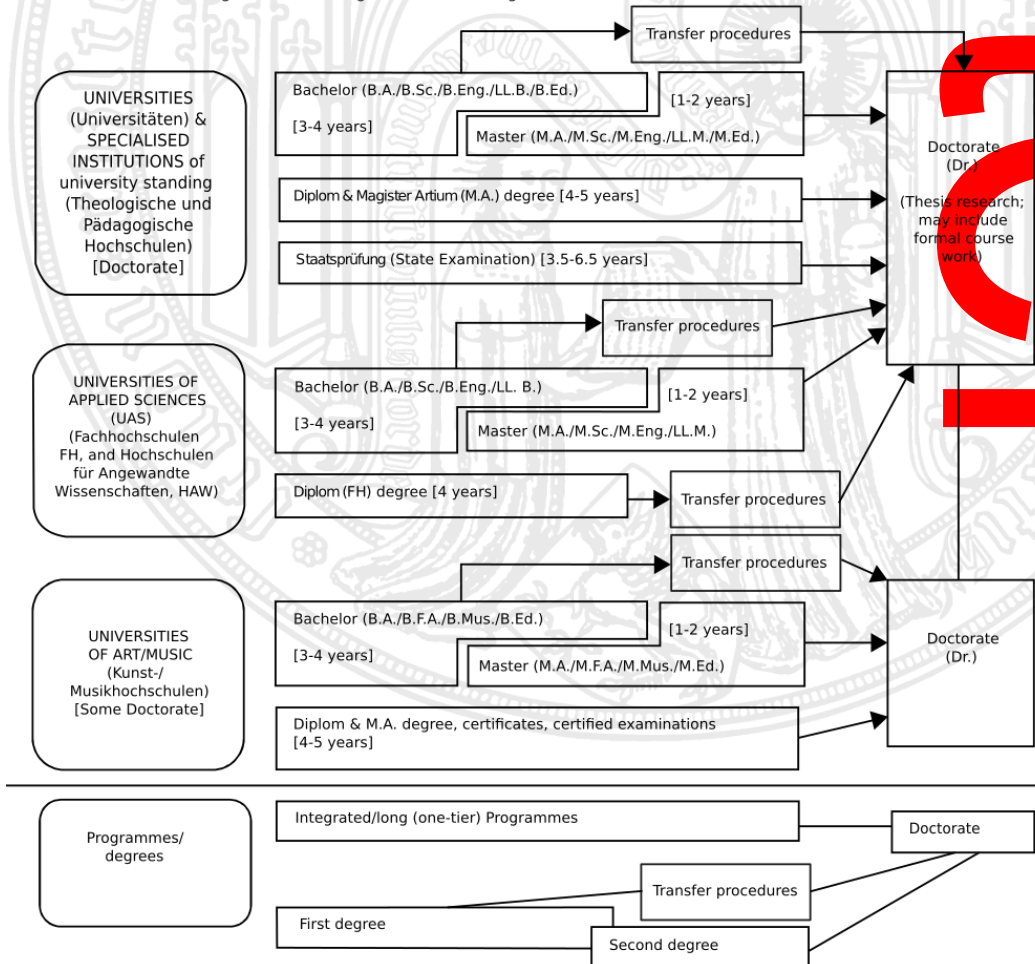 Transfer procedures
UNIVERSITIES
(Universitäten) &
SPECIALISED
INSTITUTIONS of
university standing
(Theologische und
Pädagogische
Hochschulen)
[Doctorate]
Bachelor (B.A./B.Sc./B.Eng./LL.B./B.Ed.)
[3-4 years]
[1-2 years]
Master (M.A./M.Sc./M.Eng./LL.M./M.Ed.)
Diplom & Magister Artium (M.A.) degree [4-5 years]
Staatsprüfung (State Examination) [3.5-6.5 years]
Doctorate
(Dr.)
(Thesis research;
may include
formal course
work)
Transfer procedures
UNIVERSITIES OF
APPLIED SCIENCES
(UAS)
(Fachhochschulen
FH, and Hochschulen
für Angewandte
Wissenschaften, HAW)
Bachelor (B.A./B.Sc./B.Eng./LL. B.)
[3-4 years]
[1-2 years]
Master (M.A./M.Sc./M.Eng./LL.M.)
Diplom (FH) degree [4 years]
Transfer procedures
Transfer procedures
UNIVERSITIES
OF ART/MUSIC
(Kunst-/
Musikhochschulen)
[Some Doctorate]
Bachelor (B.A./B.F.A./B.Mus./B.Ed.)
[3-4 years]
[1-2 years]
Master (M.A./M.F.A./M.Mus./M.Ed.)
Diplom & M.A. degree, certificates, certified examinations
[4-5 years]
Doctorate
(Dr.)
Programmes/
degrees
Integrated/long (one-tier) Programmes
Doctorate
Transfer procedures
First degree
Second degree